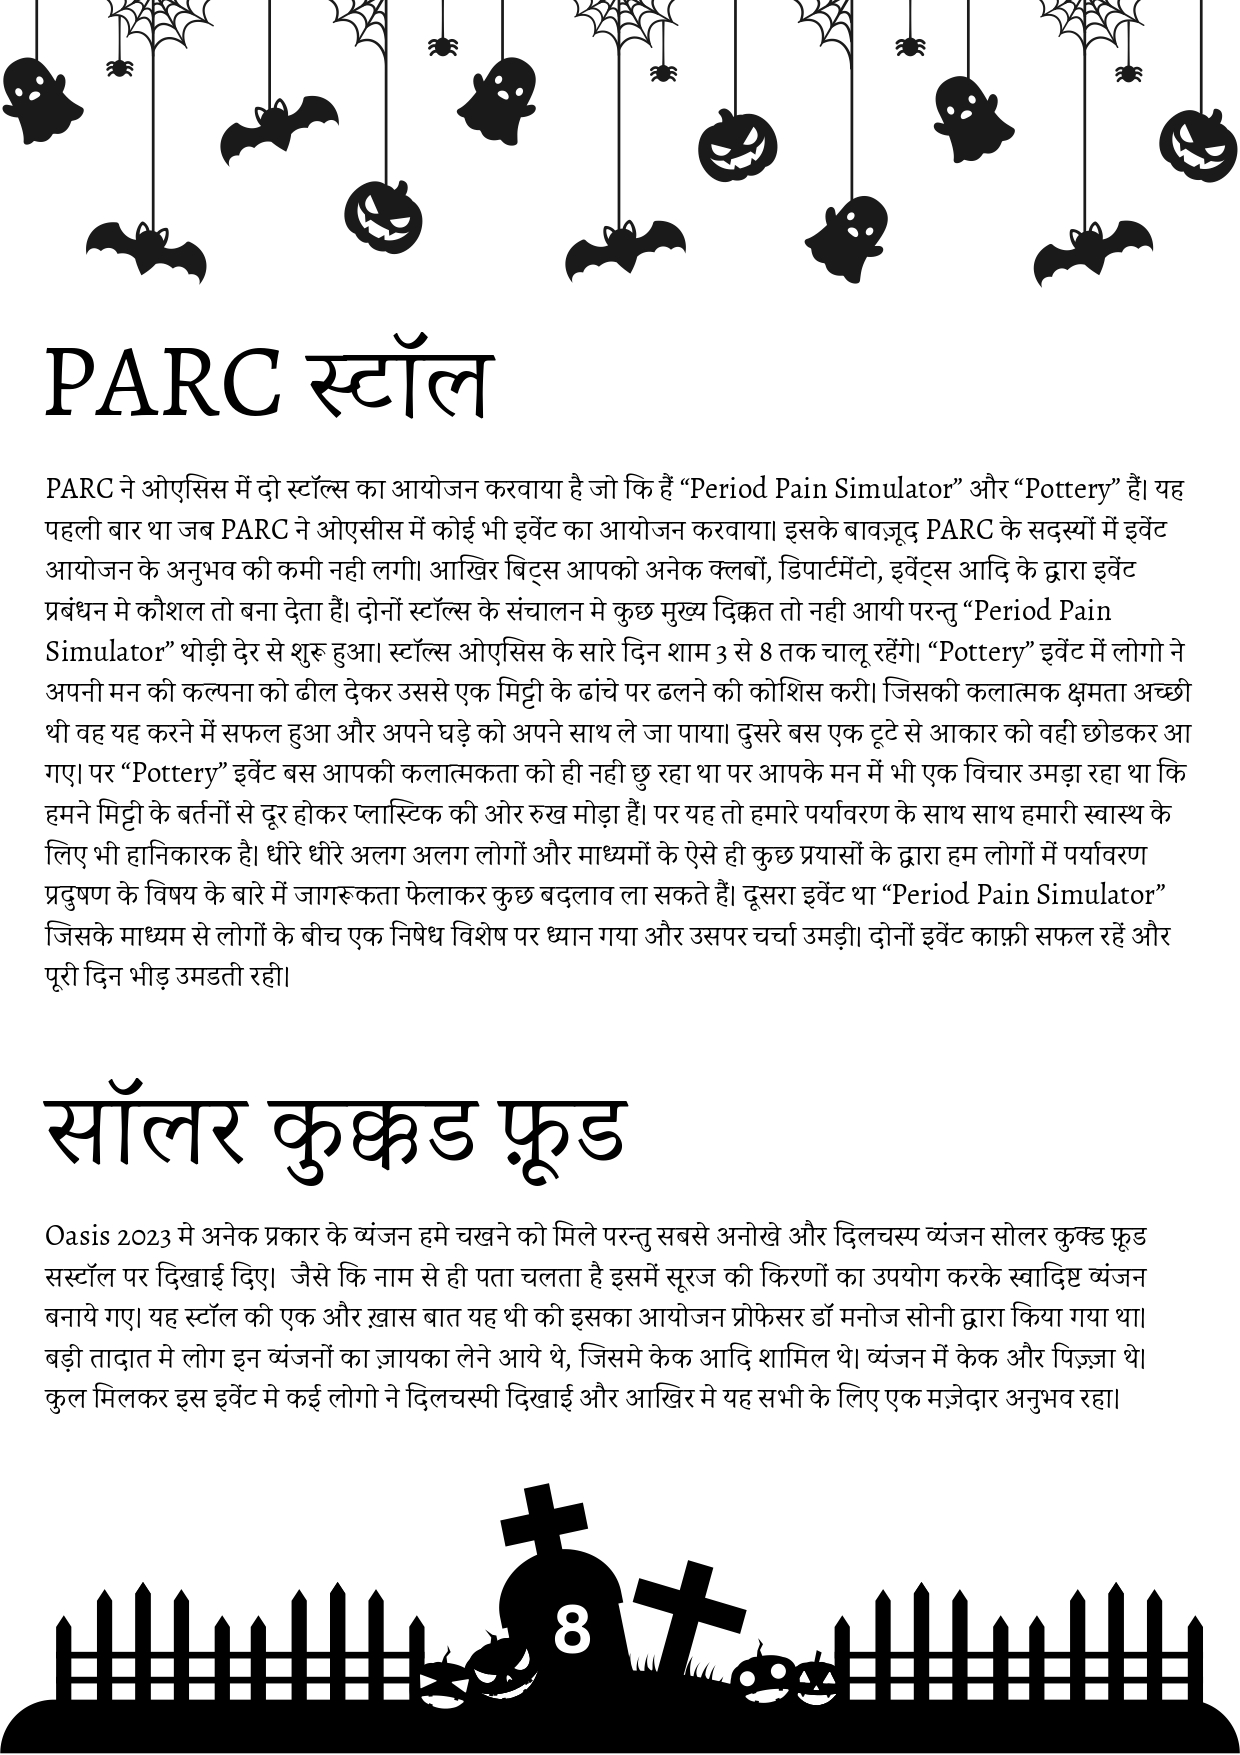 PARC स्टॉल
PARC ने ओएसिस में दो स्टॉल्स का आयोजन करवाया है जो कि हैं “Period Pain Simulator” और “Pottery” हैं। यह
पहली बार था जब PARC ने ओएसीस में कोई भी इवेंट का आयोजन करवाया। इसके बावज़ूद PARC के सदस्यों में इवेंट
आयोजन के अनुभव की कमी नही लगी। आखिर बिट्स आपको अनेक क्लबों, डिपार्टमेंटो, इवेंट्स आदि के द्वारा इवेंट
प्रबंधन मे कौशल तो बना देता हैं। दोनों स्टॉल्स के संचालन मे कुछ मुख्य दिक्कत तो नही आयी परन्तु “Period Pain
Simulator” थोड़ी देर से शुरू हुआ। स्टॉल्स ओएसिस के सारे दिन शाम 3 से 8 तक चालू रहेंगे। “Pottery” इवेंट में लोगो ने
अपनी मन की कल्पना को ढील देकर उससे एक मिट्टी के ढांचे पर ढलने की कोशिस करी। जिसकी कलात्मक क्षमता अच्छी
थी वह यह करने में सफल हुआ और अपने घड़े को अपने साथ ले जा पाया। दुसरे बस एक टूटे से आकार को वहीं छोडकर आ
गए। पर “Pottery” इवेंट बस आपकी कलात्मकता को ही नही छु रहा था पर आपके मन में भी एक विचार उमड़ा रहा था कि
हमने मिट्टी के बर्तनों से दूर होकर प्लास्टिक की ओर रुख मोड़ा हैं। पर यह तो हमारे पर्यावरण के साथ साथ हमारी स्वास्थ के
लिए भी हानिकारक है। धीरे धीरे अलग अलग लोगों और माध्यमों के ऐसे ही कुछ प्रयासों के द्वारा हम लोगों में पर्यावरण
प्रदुषण के विषय के बारे में जागरूकता फेलाकर कुछ बदलाव ला सकते हैं। दूसरा इवेंट था “Period Pain Simulator”
जिसके माध्यम से लोगों के बीच एक निषेध विशेष पर ध्यान गया और उसपर चर्चा उमड़ी। दोनों इवेंट काफ़ी सफल रहें और
पूरी दिन भीड़ उमडती रही।
सॉलर कुक्कड फ़ूड
Oasis 2023 मे अनेक प्रकार के व्यंजन हमे चखने को मिले परन्तु सबसे अनोखे और दिलचस्प व्यंजन सोलर कुक्ड फ़ूड
सस्टॉल पर दिखाई दिए। जैसे कि नाम से ही पता चलता है इसमें सूरज की किरणों का उपयोग करके स्वादिष्ट व्यंजन
बनाये गए। यह स्टॉल की एक और ख़ास बात यह थी की इसका आयोजन प्रोफेसर डॉ मनोज सोनी द्वारा किया गया था।
बड़ी तादात मे लोग इन व्यंजनों का ज़ायका लेने आये थे, जिसमे केक आदि शामिल थे। व्यंजन में केक और पिज़्ज़ा थे।
कुल मिलकर इस इवेंट मे कई लोगो ने दिलचस्पी दिखाई और आखिर मे यह सभी के लिए एक मज़ेदार अनुभव रहा।
8